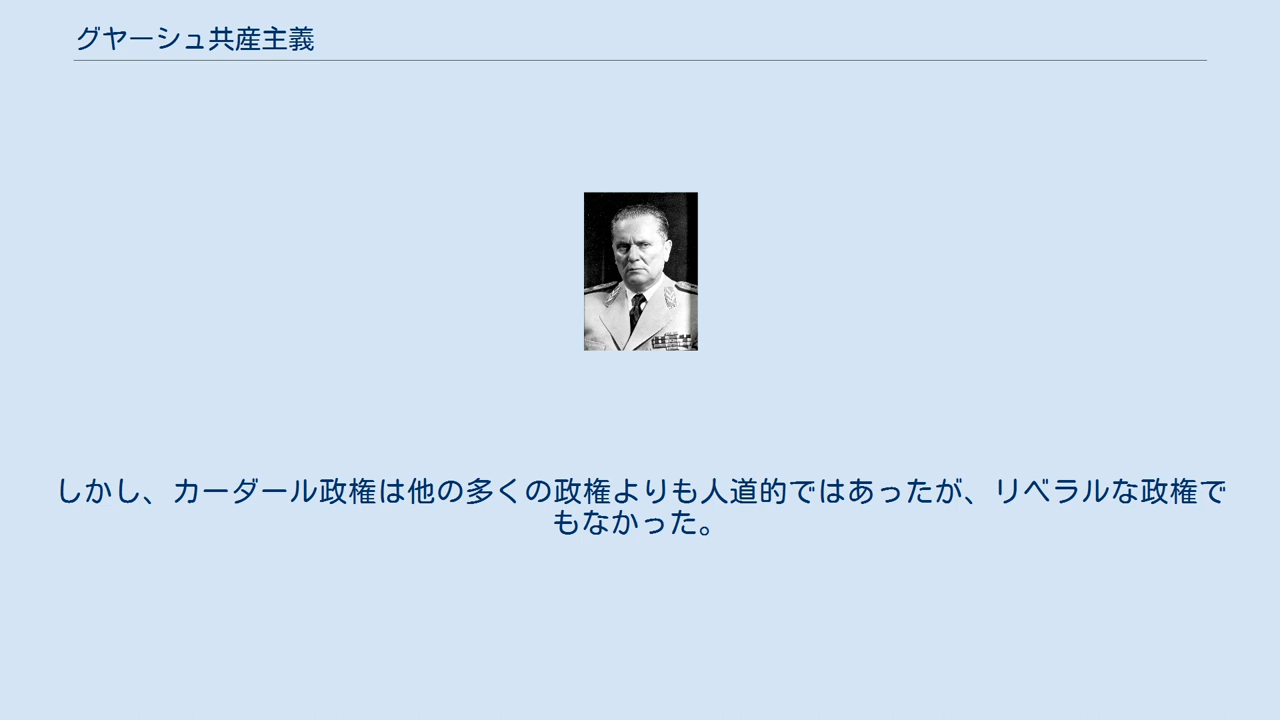 グヤーシュ共産主義
しかし、カーダール政権は他の多くの政権よりも人道的ではあったが、リベラルな政権で
もなかった。